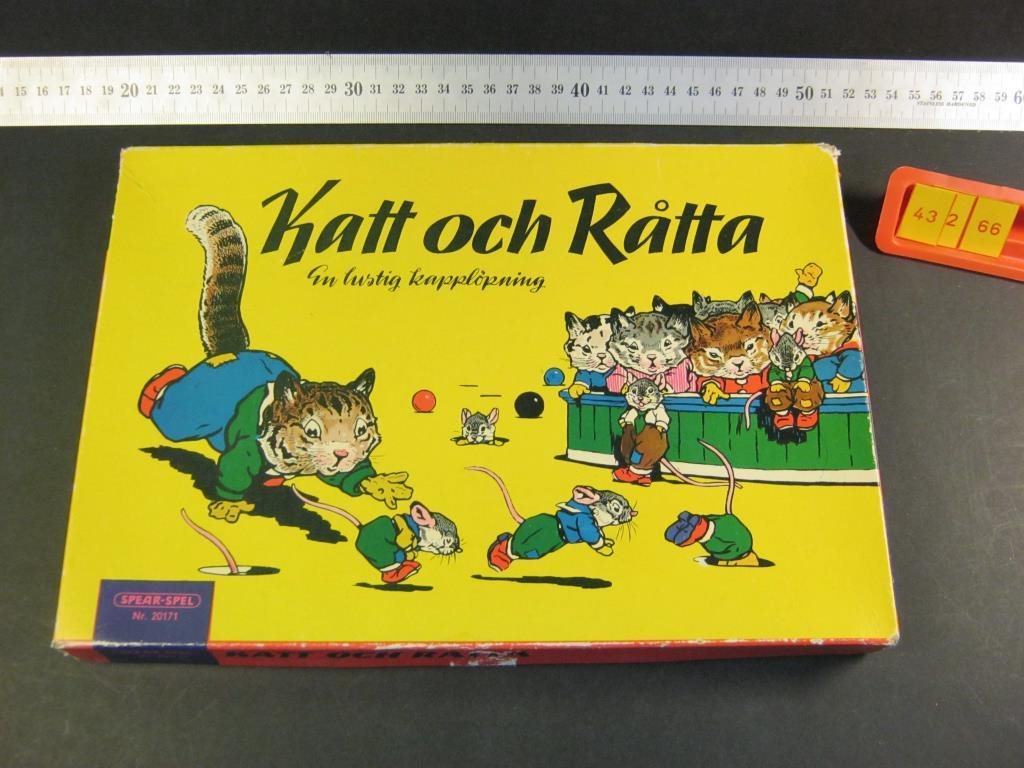 15 16 17 18 19 20 21 22 23 24 25 26 27 28 29 30 31 32 33 34 35 36 37 38 39 40 41 42 43 44 45 46 47 48 49 50 51 52 53 54 55 56 57 58 59
STAINLESS HARDENED
Katt och Råtta
En lustig kapplöpning
43 2 66
SPEAR-SPEL
Nr. 20171
KATT OCH RÅTTA